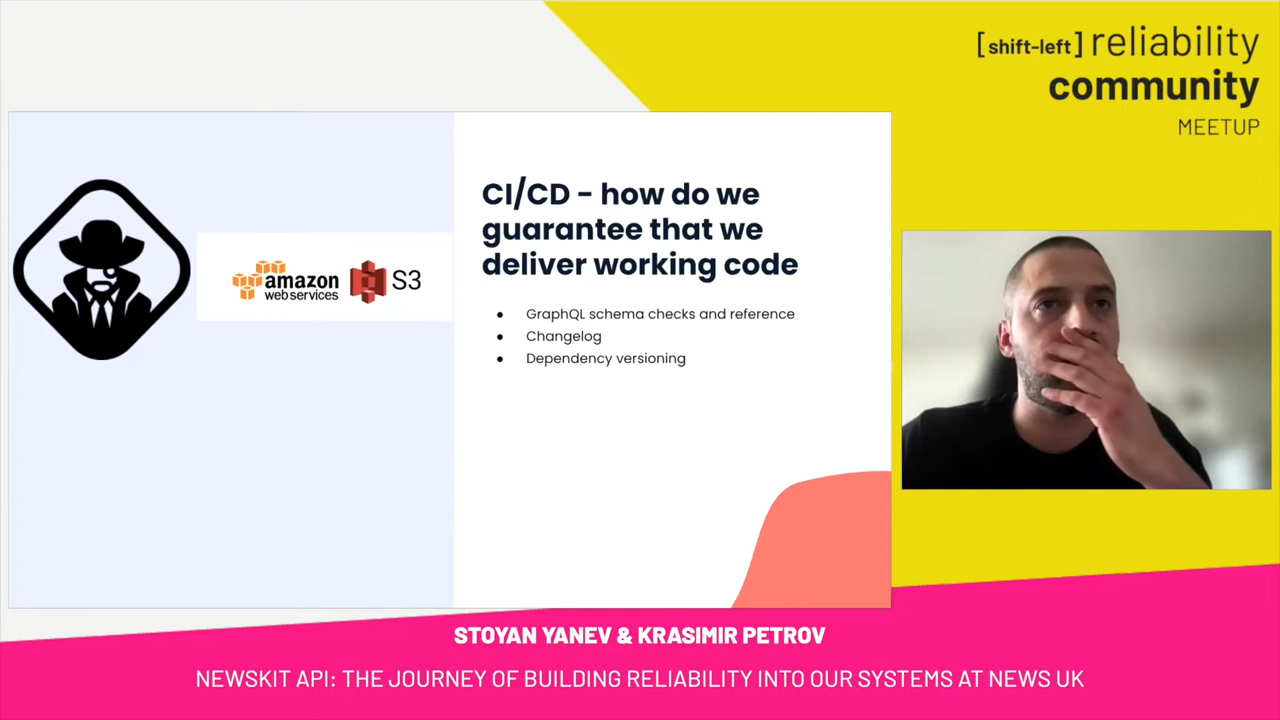 [shift-left] reliability
community
MEETUP
CI/CD - how do we
guarantee that we
deliver working code
amazon
webservices
S3
● GraphQL schema checks and reference
● Changelog
● Dependency versioning
STOYAN YANEV & KRASIMIR PETROV
NEWSKIT API: THE JOURNEY OF BUILDING RELIABILITY INTO OUR SYSTEMS AT NEWS UK